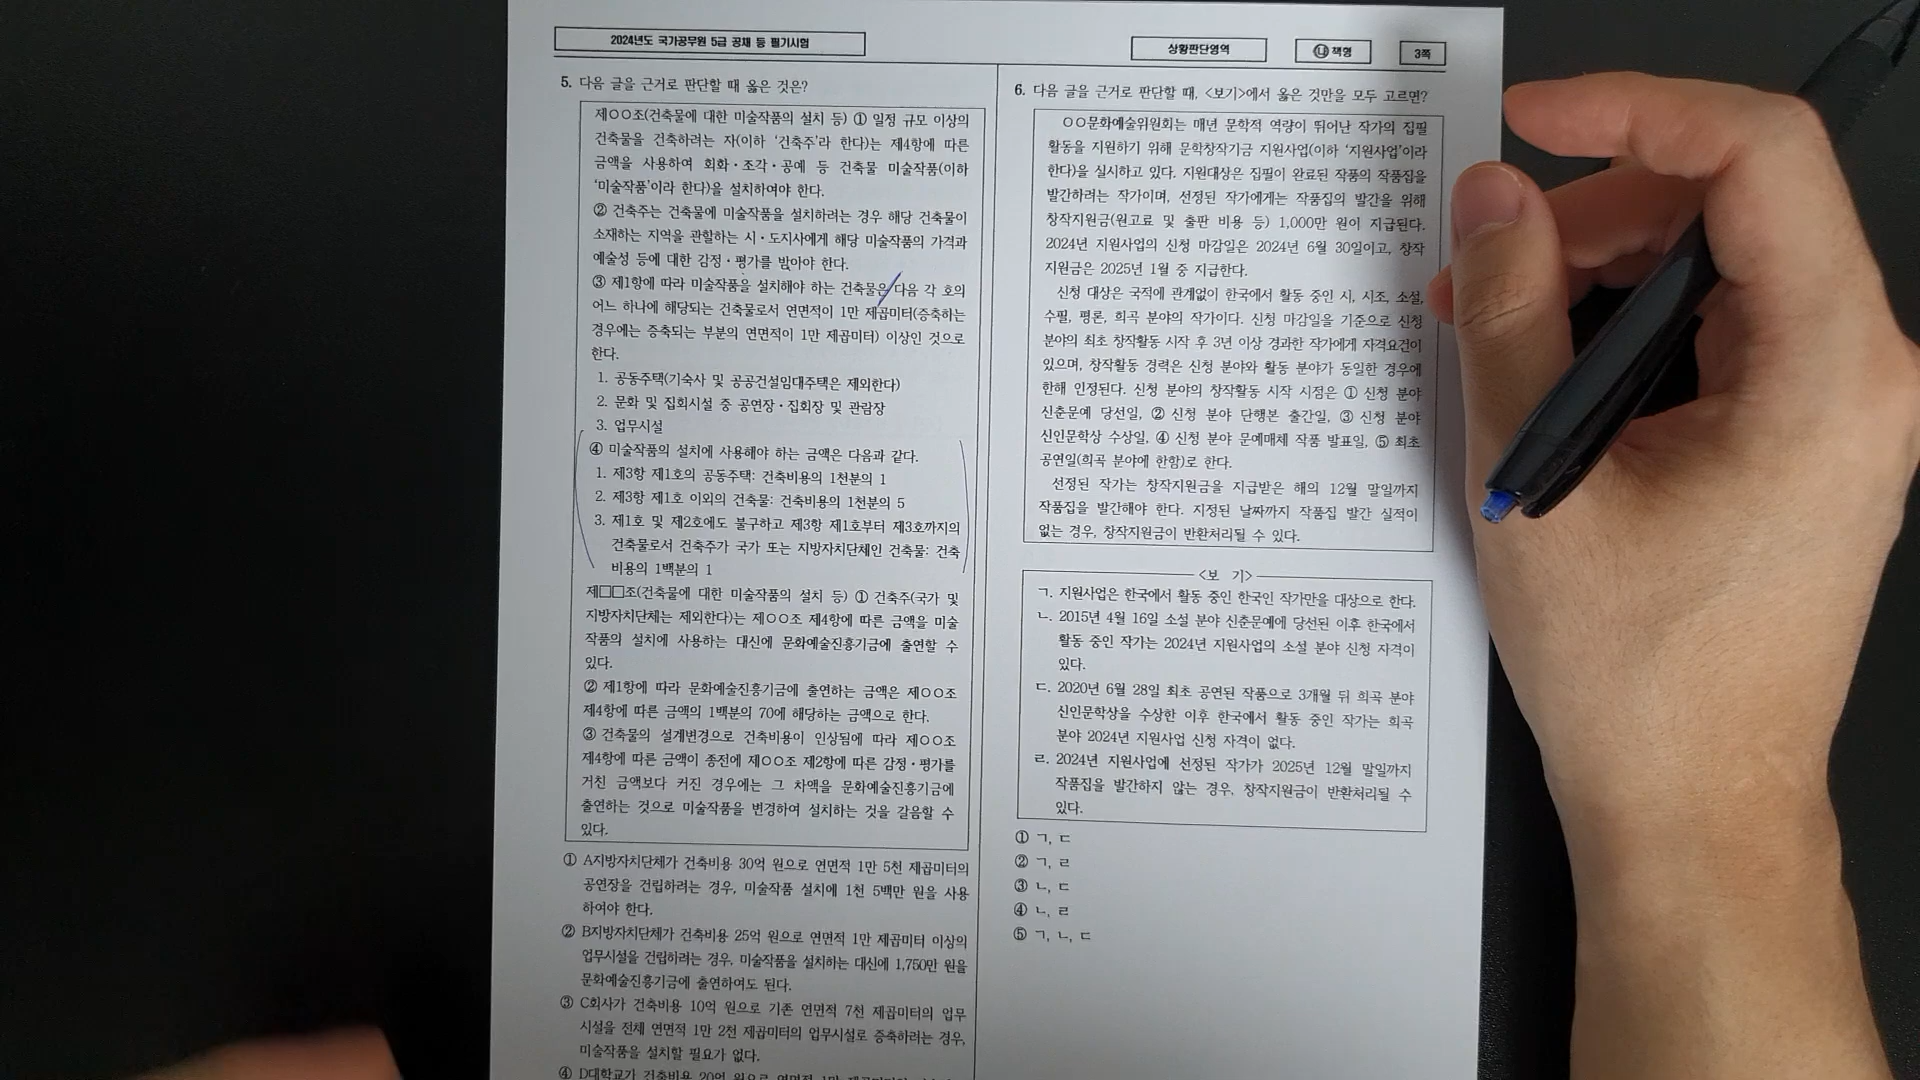 2024년도 국가공무원 5급 공채 등 필기시험
상황판단영역
㉯ 책형
3쪽
5. 다음 글을 근거로 판단할 때 옳은 것은?
제○○조(건축물에 대한 미술작품의 설치 등) ① 일정 규모 이상의
건축물을 건축하려는 자(이하 ‘건축주’라 한다)는 제4항에 따른
금액을 사용하여 회화·조각·공예 등 건축물 미술작품(이하
‘미술작품’이라 한다)을 설치하여야 한다.
② 건축주는 건축물에 미술작품을 설치하려는 경우 해당 건축물이
소재하는 지역을 관할하는 시·도지사에게 해당 미술작품의 가격과
예술성 등에 대한 감정·평가를 받아야 한다.
③ 제1항에 따라 미술작품을 설치해야 하는 건축물은 다음 각 호의
어느 하나에 해당되는 건축물로서 연면적이 1만 제곱미터(증축하는
경우에는 증축되는 부분의 연면적이 1만 제곱미터) 이상인 것으로
한다.
1. 공동주택(기숙사 및 공공건설임대주택은 제외한다)
2. 문화 및 집회시설 중 공연장·집회장 및 관람장
3. 업무시설
④ 미술작품의 설치에 사용해야 하는 금액은 다음과 같다.
1. 제3항 제1호의 공동주택: 건축비용의 1천분의 1
2. 제3항 제1호 이외의 건축물: 건축비용의 1천분의 5
3. 제1호 및 제2호에도 불구하고 제3항 제1호부터 제3호까지의
건축물로서 건축주가 국가 또는 지방자치단체인 건축물: 건축
비용의 1백분의 1
제□□조(건축물에 대한 미술작품의 설치 등) ① 건축주(국가 및
지방자치단체는 제외한다)는 제○○조 제4항에 따른 금액을 미술
작품의 설치에 사용하는 대신에 문화예술진흥기금에 출연할 수
있다.
② 제1항에 따라 문화예술진흥기금에 출연하는 금액은 제○○조
제4항에 따른 금액의 1백분의 70에 해당하는 금액으로 한다.
③ 건축물의 설계변경으로 건축비용이 인상됨에 따라 제○○조
제4항에 따른 금액이 종전에 제○○조 제2항에 따른 감정·평가를
거친 금액보다 커진 경우에는 그 차액을 문화예술진흥기금에
출연하는 것으로 미술작품을 변경하여 설치하는 것을 갈음할 수
있다.
① A지방자치단체가 건축비용 30억 원으로 연면적 1만 5천 제곱미터의
공연장을 건립하려는 경우, 미술작품 설치에 1천 5백만 원을 사용
하여야 한다.
② B지방자치단체가 건축비용 25억 원으로 연면적 1만 제곱미터 이상의
업무시설을 건립하려는 경우, 미술작품을 설치하는 대신에 1,750만 원을
문화예술진흥기금에 출연하여도 된다.
③ C회사가 건축비용 10억 원으로 기존 연면적 7천 제곱미터의 업무
시설을 전체 연면적 1만 2천 제곱미터의 업무시설로 증축하려는 경우,
미술작품을 설치할 필요가 없다.
④ D대학교가 건축비용 20억 원으로 연면적 1만
6. 다음 글을 근거로 판단할 때, <보기>에서 옳은 것만을 모두 고르면?
○○문화예술위원회는 매년 문학적 역량이 뛰어난 작가의 집필
활동을 지원하기 위해 문학창작기금 지원사업(이하 ‘지원사업’이라
한다)을 실시하고 있다. 지원대상은 집필이 완료된 작품의 작품집을
발간하려는 작가이며, 선정된 작가에게는 작품집의 발간을 위해
창작지원금(원고료 및 출판 비용 등) 1,000만 원이 지급된다.
2024년 지원사업의 신청 마감일은 2024년 6월 30일이고, 창작
지원금은 2025년 1월 중 지급한다.
신청 대상은 국적에 관계없이 한국에서 활동 중인 시, 시조, 소설,
수필, 평론, 희곡 분야의 작가이다. 신청 마감일을 기준으로 신청
분야의 최초 창작활동 시작 후 3년 이상 경과한 작가에게 자격요건이
있으며, 창작활동 경력은 신청 분야와 활동 분야가 동일한 경우에
한해 인정된다. 신청 분야의 창작활동 시작 시점은 ① 신청 분야
신춘문예 당선일, ② 신청 분야 단행본 출간일, ③ 신청 분야
신인문학상 수상일, ④ 신청 분야 문예매체 작품 발표일, ⑤ 최초
공연일(희곡 분야에 한함)로 한다.
선정된 작가는 창작지원금을 지급받은 해의 12월 말일까지
작품집을 발간해야 한다. 지정된 날짜까지 작품집 발간 실적이
없는 경우, 창작지원금이 반환처리될 수 있다.
<보 기>
ㄱ. 지원사업은 한국에서 활동 중인 한국인 작가만을 대상으로 한다.
ㄴ. 2015년 4월 16일 소설 분야 신춘문예에 당선된 이후 한국에서
활동 중인 작가는 2024년 지원사업의 소설 분야 신청 자격이
있다.
ㄷ. 2020년 6월 28일 최초 공연된 작품으로 3개월 뒤 희곡 분야
신인문학상을 수상한 이후 한국에서 활동 중인 작가는 희곡
분야 2024년 지원사업 신청 자격이 없다.
ㄹ. 2024년 지원사업에 선정된 작가가 2025년 12월 말일까지
작품집을 발간하지 않는 경우, 창작지원금이 반환처리될 수
있다.
① ㄱ, ㄷ
② ㄱ, ㄹ
③ ㄴ, ㄷ
④ ㄴ, ㄹ
⑤ ㄱ, ㄴ, ㄷ